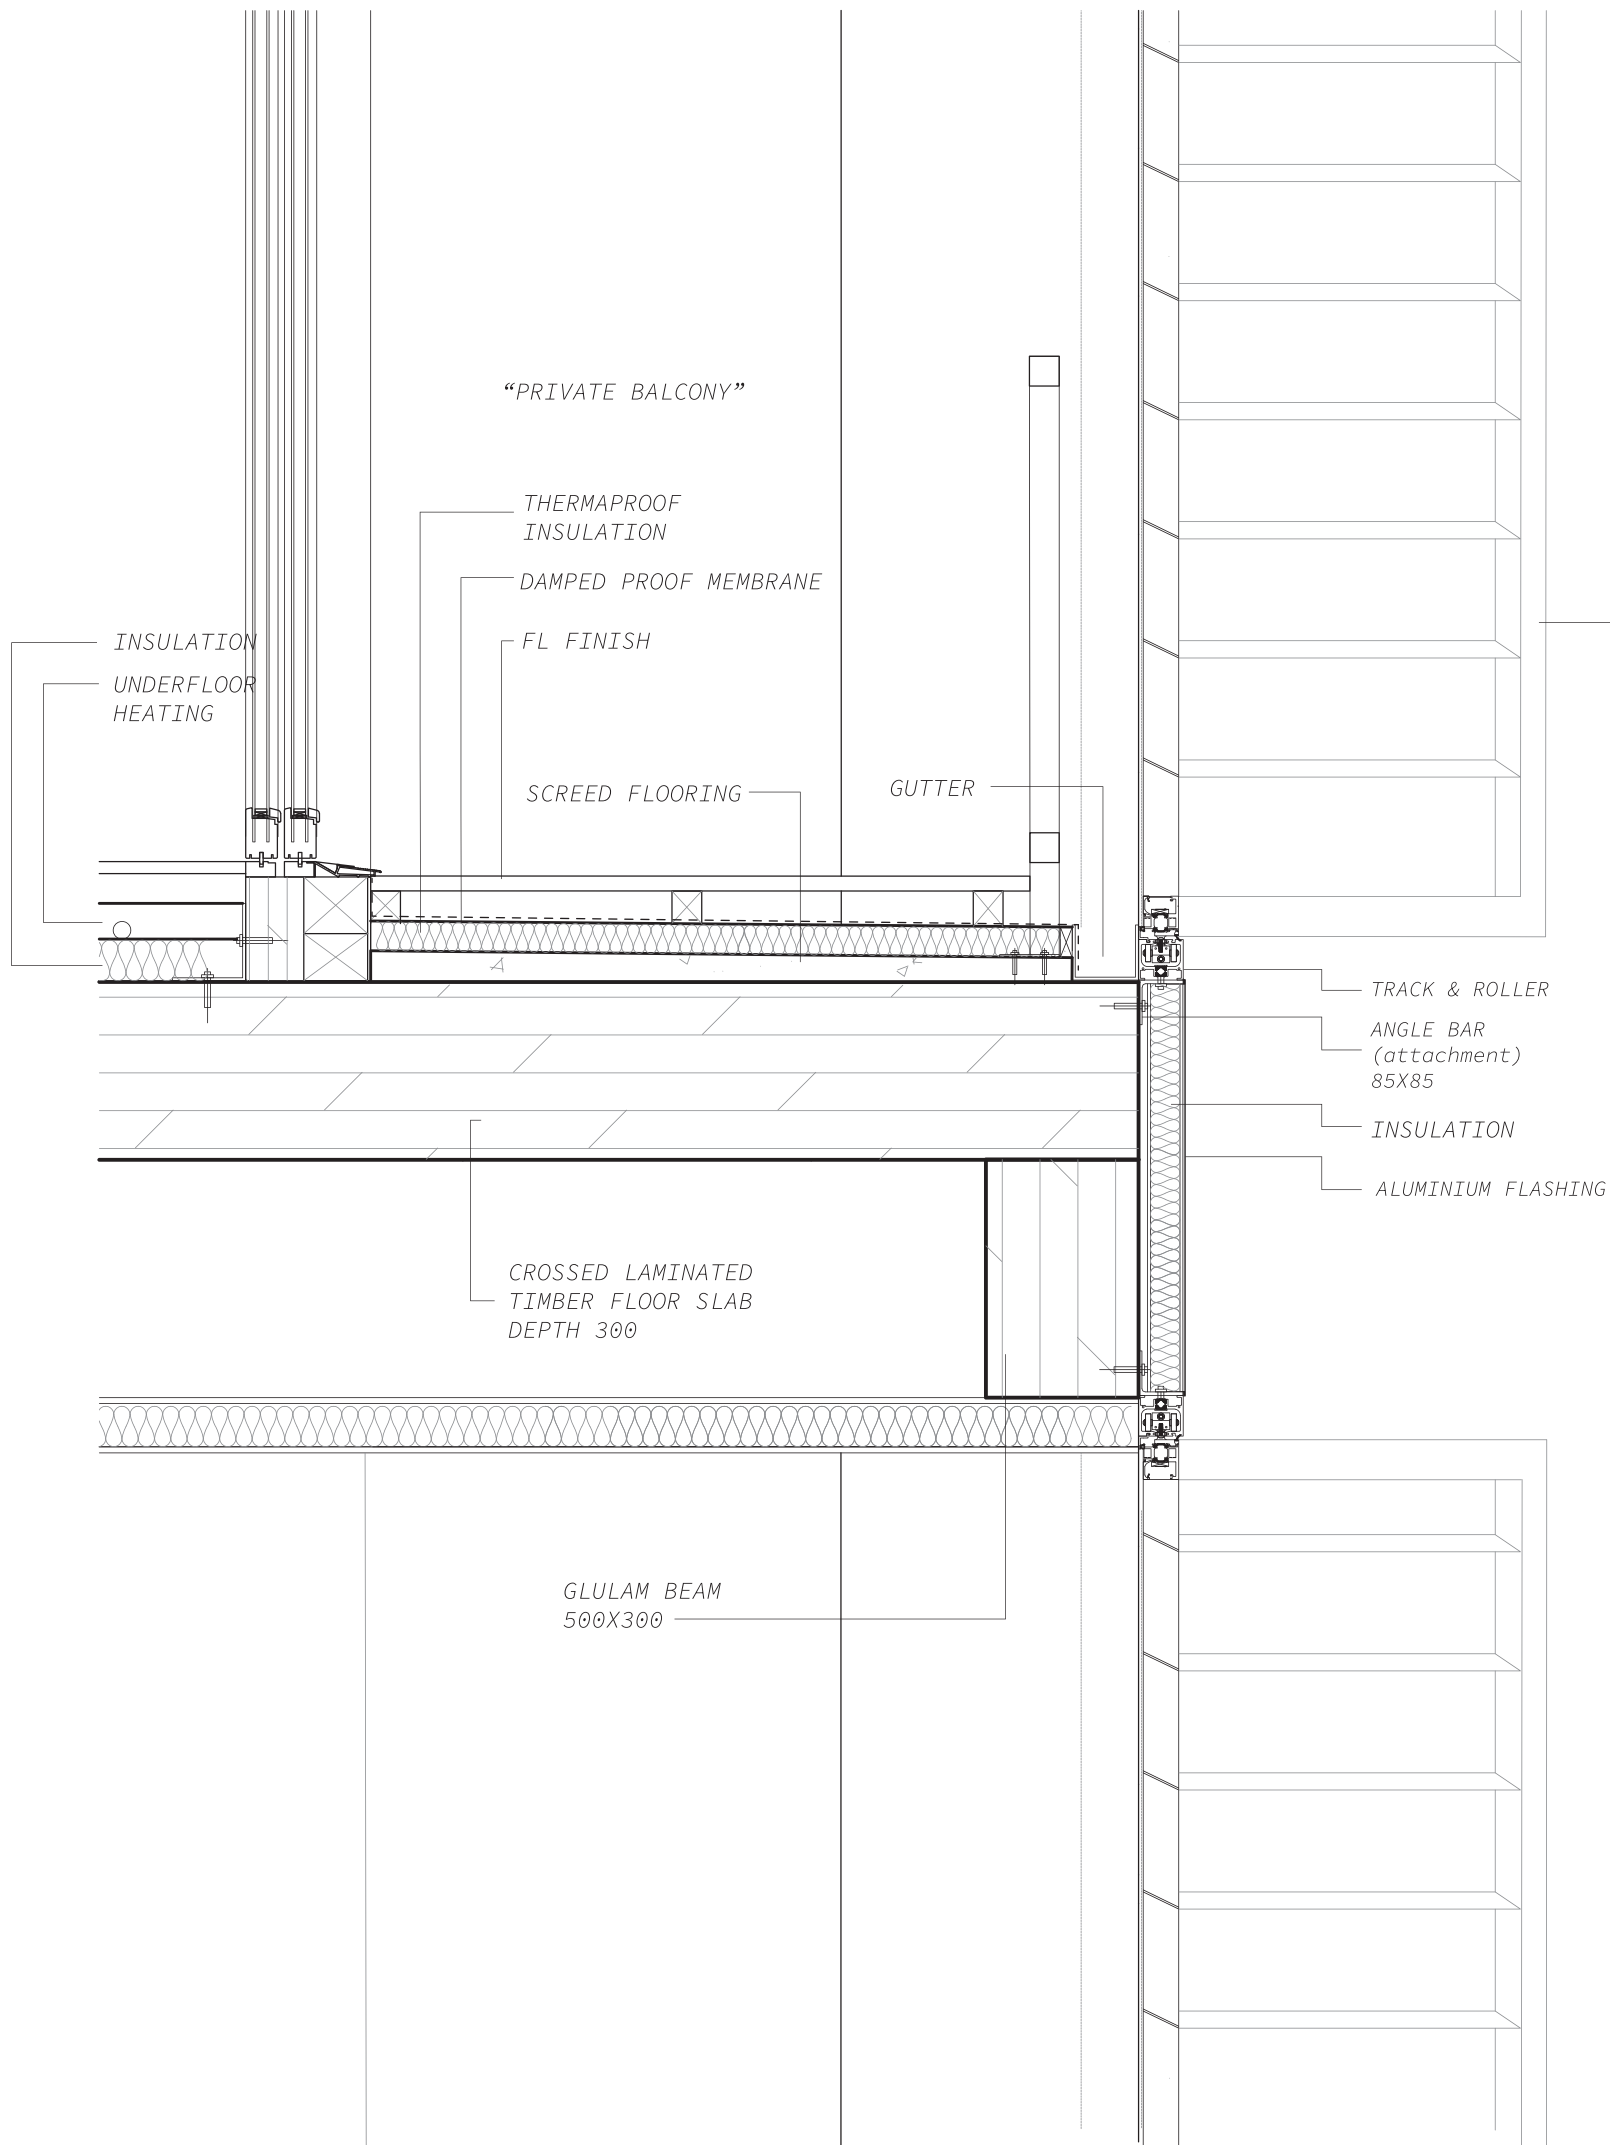 “PRIVATE BALCONY”
THERMAPROOF
INSULATION
DAMPED PROOF MEMBRANE
FL FINISH
INSULATION
UNDERFLOOR
HEATING
SCREED FLOORING
GUTTER
TRACK & ROLLER
ANGLE BAR
(attachment)
85X85
INSULATION
ALUMINIUM FLASHING
CROSSED LAMINATED
TIMBER FLOOR SLAB
DEPTH 300
GLULAM BEAM
500X300